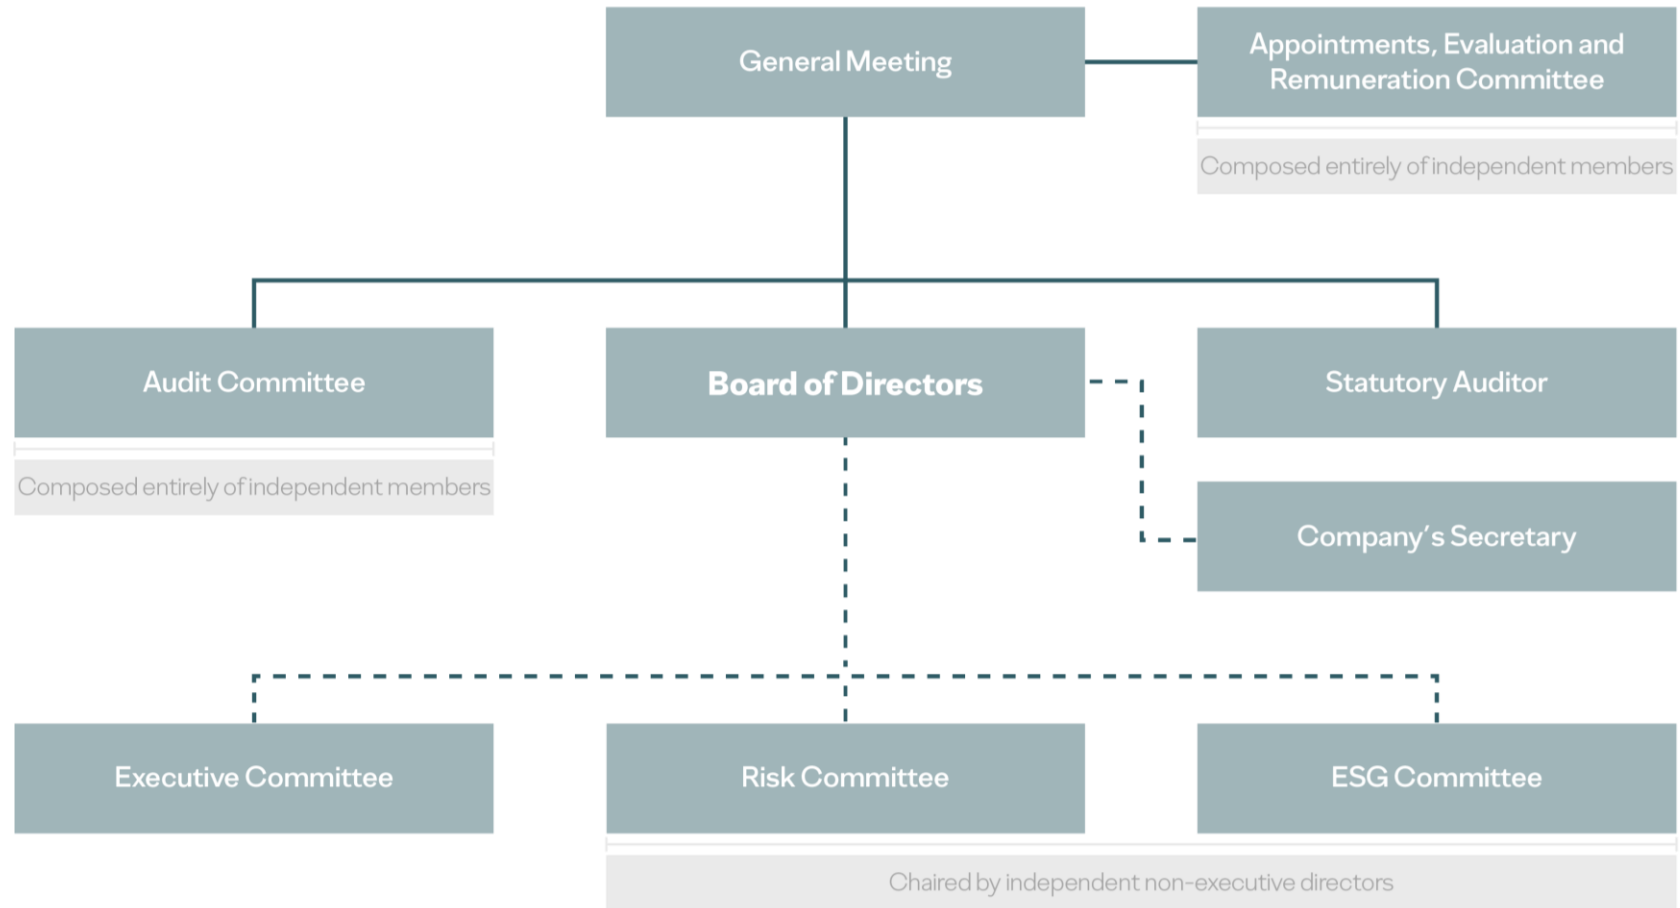 General Meeting
Appointments, Evaluation and
Remuneration Committee
Composed entirely of independent members
Audit Committee
Board of Directors
Statutory Auditor
Composed entirely of independent members
Company's Secretary
Executive Committee
Risk Committee
ESG Committee
Chaired by independent non-executive directors